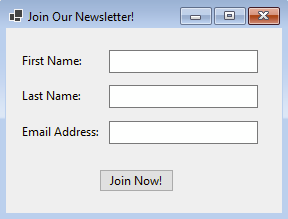 Join Our Newsletter!
First Name:
Last Name:
Email Address:
Join Now!